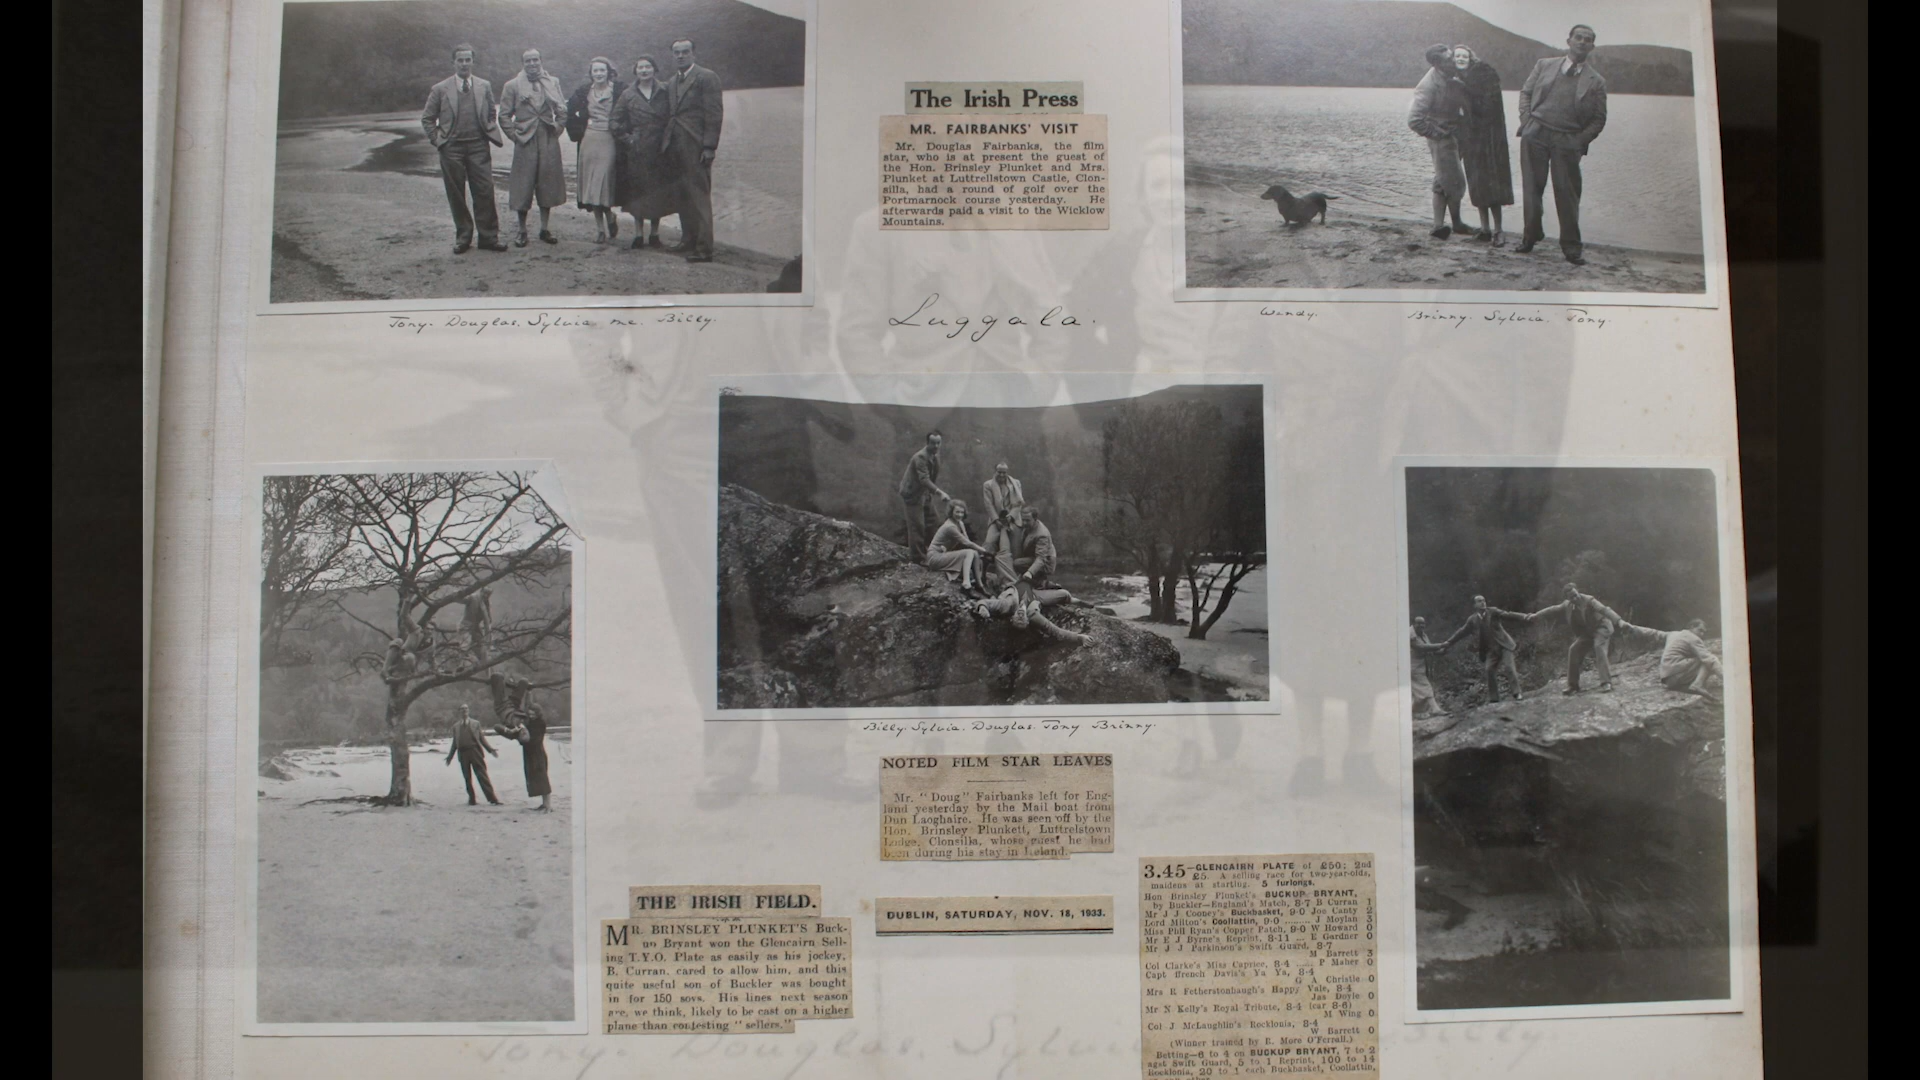 The Irish Press
MR. FAIRBANKS' VISIT
Mr. Douglas Fairbanks, the film
star, who is at present the guest of
the Hon. Brinsley Plunket and Mrs.
Plunket at Luttrellstown Castle, Clon-
silla, had a round of golf over the
Portmarnock course yesterday. He
afterwards paid a visit to the Wicklow
Mountains.
Tony. Douglas. Sylvia me. Billy.
Luggala.
Windy.
Brinny. Sylvia. Tony.
Billy. Sylvia. Douglas. Tony Brinny.
NOTED FILM STAR LEAVES
Mr. "Doug" Fairbanks left for Eng-
land yesterday by the Mail boat from
Dun Laoghaire. He was seen off by the
Hon. Brinsley Plunkett, Luttrelstown
Lodge, Clonsilla, whose guest he had
been during his stay in Ireland.
DUBLIN, SATURDAY, NOV. 18, 1933.
THE IRISH FIELD.
MR. BRINSLEY PLUNKET'S Buck-
up Bryant won the Glencairn Sell-
ing T.Y.O. Plate as easily as his jockey,
B. Curran, cared to allow him, and this
quite useful son of Buckler was bought
in for 150 sovs. His lines next season
are, we think, likely to be cast on a higher
plane than contesting "sellers."
3.45—GLENCAIRN PLATE of £50; 2nd
£5. A selling race for two-year-olds,
maidens at starting. 5 furlongs.
Hon Brinsley Plunket's BUCKUP BRYANT,
by Buckler—England's Match, 8-7 B Curran 1
Mr J J Cooney's Buckbasket, 9-0 Jos Canty 2
Lord Milton's Coollattin, 9-0 ........ J Moylan 3
Miss Phil Ryan's Copper Patch, 9-0 W Howard 0
Mr E J Byrne's Reprint, 8-11 ... E Gardner 0
Mr J J Parkinson's Swift Guard, 8-7
M Barrett 3
Col Clarke's Miss Caprice, 8-4 ..... P Maher 0
Capt ffrench Davis's Ya Ya, 8-4
G A Christie 0
Mrs R Fetherstonhaugh's Happy Vale, 8-4
Jas Doyle 0
Mr N Kelly's Royal Tribute, 8-4 (car 8-6)
M Wing 0
Col J McLaughlin's Rocklonia, 8-4
W Barrett 0
(Winner trained by R. More O'Ferrall.)
Betting—6 to 4 on BUCKUP BRYANT, 7 to 2
agst Swift Guard, 5 to 1 Reprint, 100 to 14
Rocklonia, 20 to 1 each Buckbasket, Coollattin,
Tony. Douglas. Sylvia Billy.